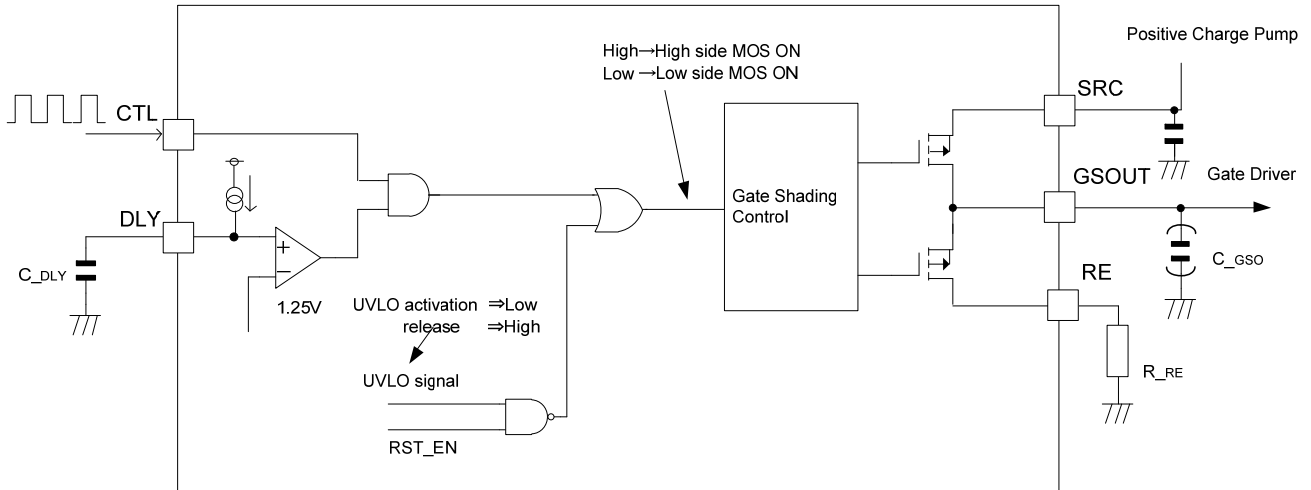 Positive Charge Pump
High→High side MOS ON
Low →Low side MOS ON
SRC
CTL
GSOUT
Gate Driver
Gate Shading
Control
DLY
+
−
C_DLY
1.25V
C_GSO
RE
UVLO activation ⇒Low
release ⇒High
UVLO signal
R_RE
RST_EN